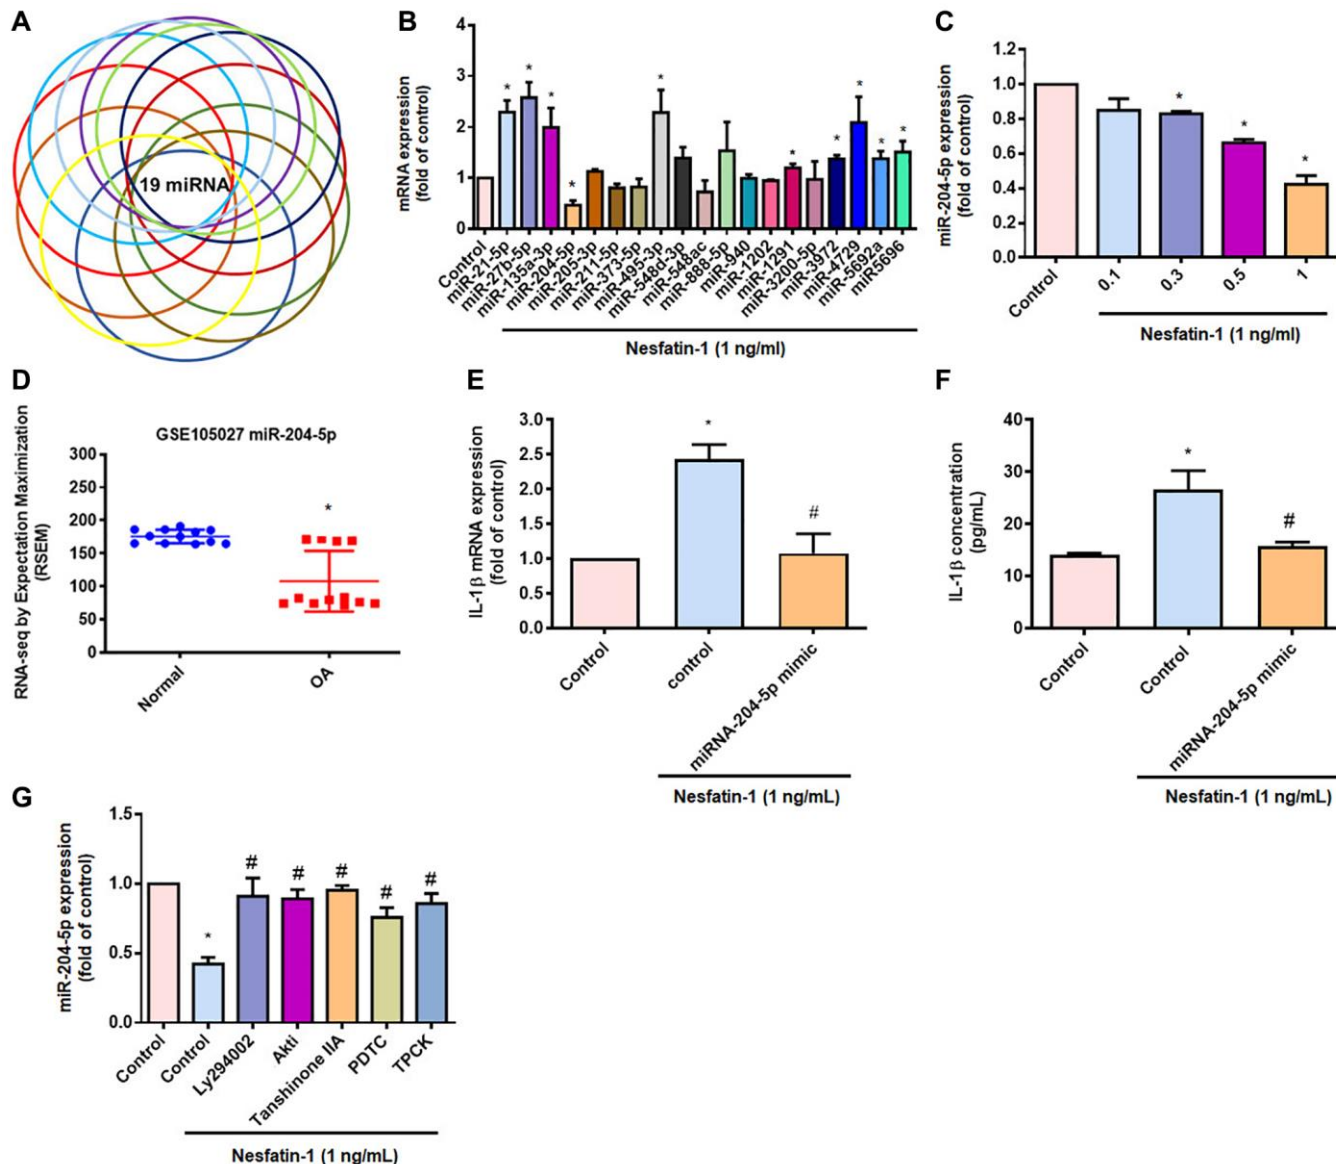 A
19 miRNA
B
mRNA expression
(fold of control)
4
3
2
1
0
*
*
*
*
*
*
*
*
*
*
Control
miR-21-5p
miR-27b-5p
miR-135a-3p
miR-204-5p
miR-205-3p
miR-211-5p
miR-373-5p
miR-495-3p
miR-548d-3p
miR-548ac
miR-888-5p
miR-940
miR-1202
miR-1291
miR-3200-5p
miR-3972
miR-4729
miR-5692a
miR5696
Nesfatin-1 (1 ng/ml)
C
miR-204-5p expression
(fold of control)
1.2
1.0
0.8
0.6
0.4
0.2
0.0
*
*
*
Control
0.1
0.3
0.5
1
Nesfatin-1 (1 ng/ml)
D
GSE105027 miR-204-5p
RNA-seq by Expectation Maximization
(RSEM)
300
250
200
150
100
50
0
*
Normal
OA
E
IL-1β mRNA expression
(fold of control)
3.0
2.5
2.0
1.5
1.0
0.5
0.0
*
#
Control
control
miRNA-204-5p mimic
Nesfatin-1 (1 ng/mL)
F
IL-1β concentration
(pg/mL)
40
30
20
10
0
*
#
Control
Control
miRNA-204-5p mimic
Nesfatin-1 (1 ng/mL)
G
miR-204-5p expression
(fold of control)
1.5
1.0
0.5
0.0
*
#
#
#
#
#
Control
Control
Ly294002
Akti
Tanshinone IIA
PDTC
TPCK
Nesfatin-1 (1 ng/mL)